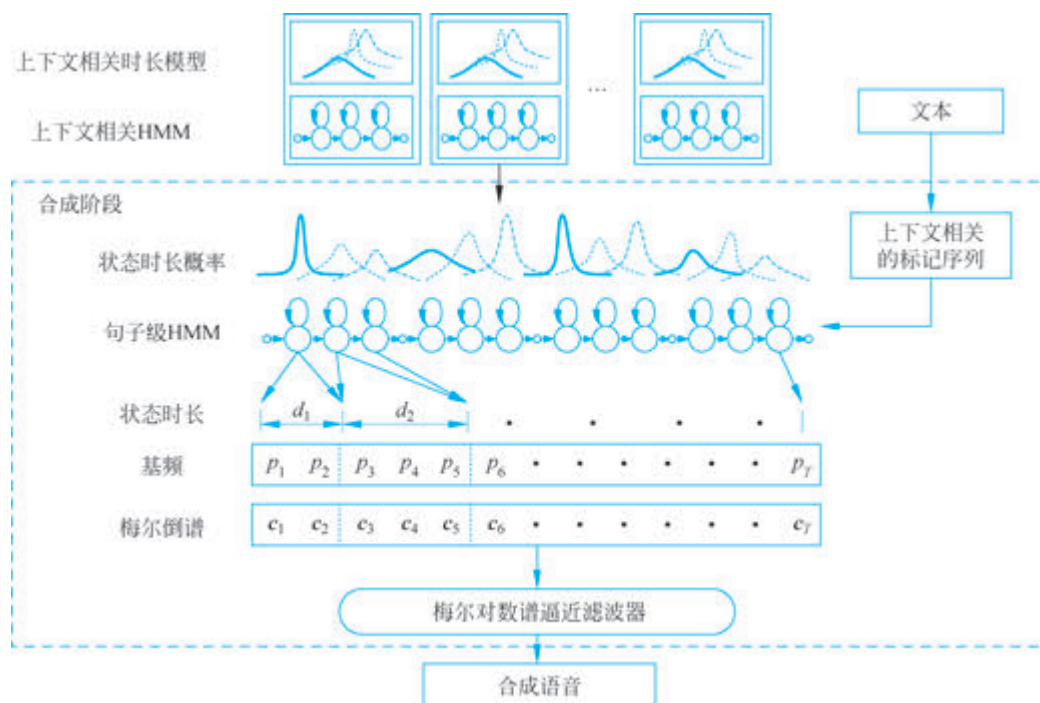 上下文相关时长模型
上下文相关HMM
…
文本
合成阶段
状态时长概率
上下文相关
的标记序列
句子级HMM
状态时长 d₁ d₂ · · · ·
基频 p₁ p₂ p₃ p₄ p₅ p₆ · · · · · · p_T
梅尔倒谱 c₁ c₂ c₃ c₄ c₅ c₆ · · · · · · c_T
梅尔对数谱逼近滤波器
合成语音